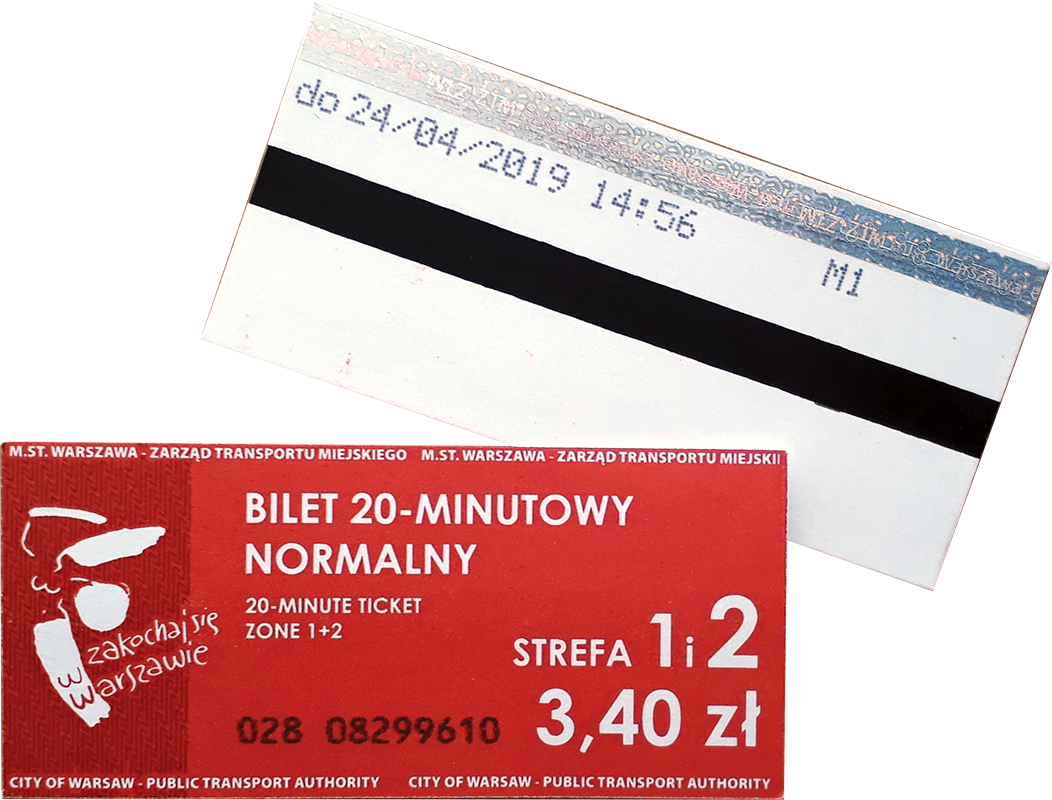 do 24/04/2019 14:56
M1
M.ST. WARSZAWA - ZARZĄD TRANSPORTU MIEJSKIEGO M.ST. WARSZAWA - ZARZĄD TRANSPORTU MIEJSKI
BILET 20-MINUTOWY
NORMALNY
20-MINUTE TICKET
ZONE 1+2
zakochaj się
w warszawie
STREFA 1 i 2
3,40 zł
028 08299610
CITY OF WARSAW - PUBLIC TRANSPORT AUTHORITY CITY OF WARSAW - PUBLIC TRANSPORT AUTHORITY